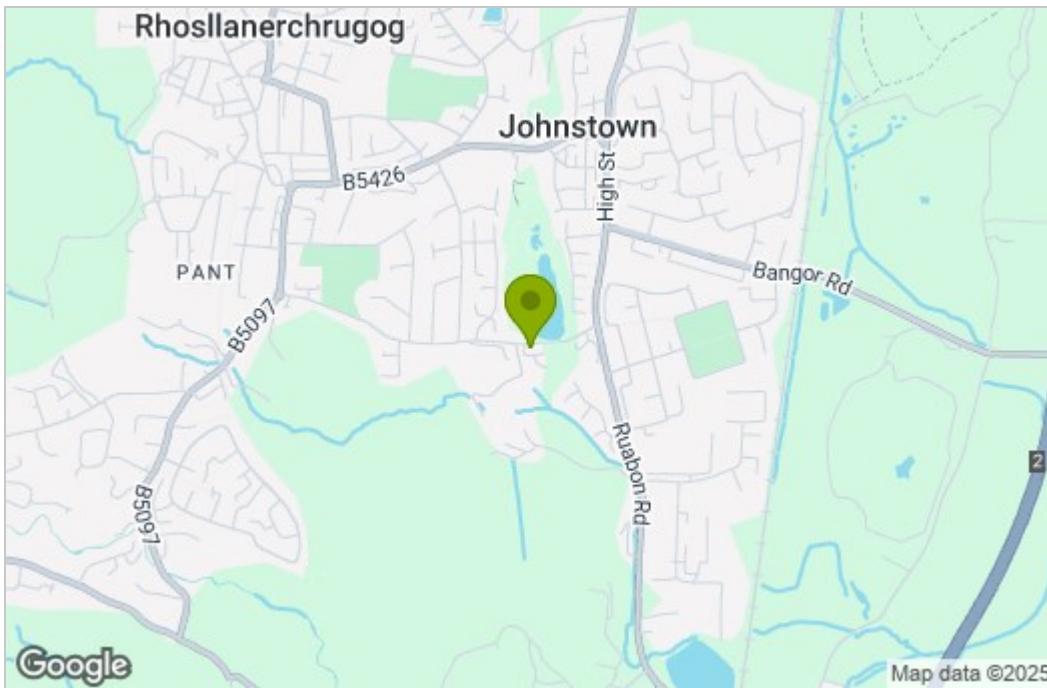 Rhosllanerchrugog
Johnstown
B5426
High St
PANT
Bangor Rd
B5097
Ruabon Rd
2
B5097
Google
Map data ©2025